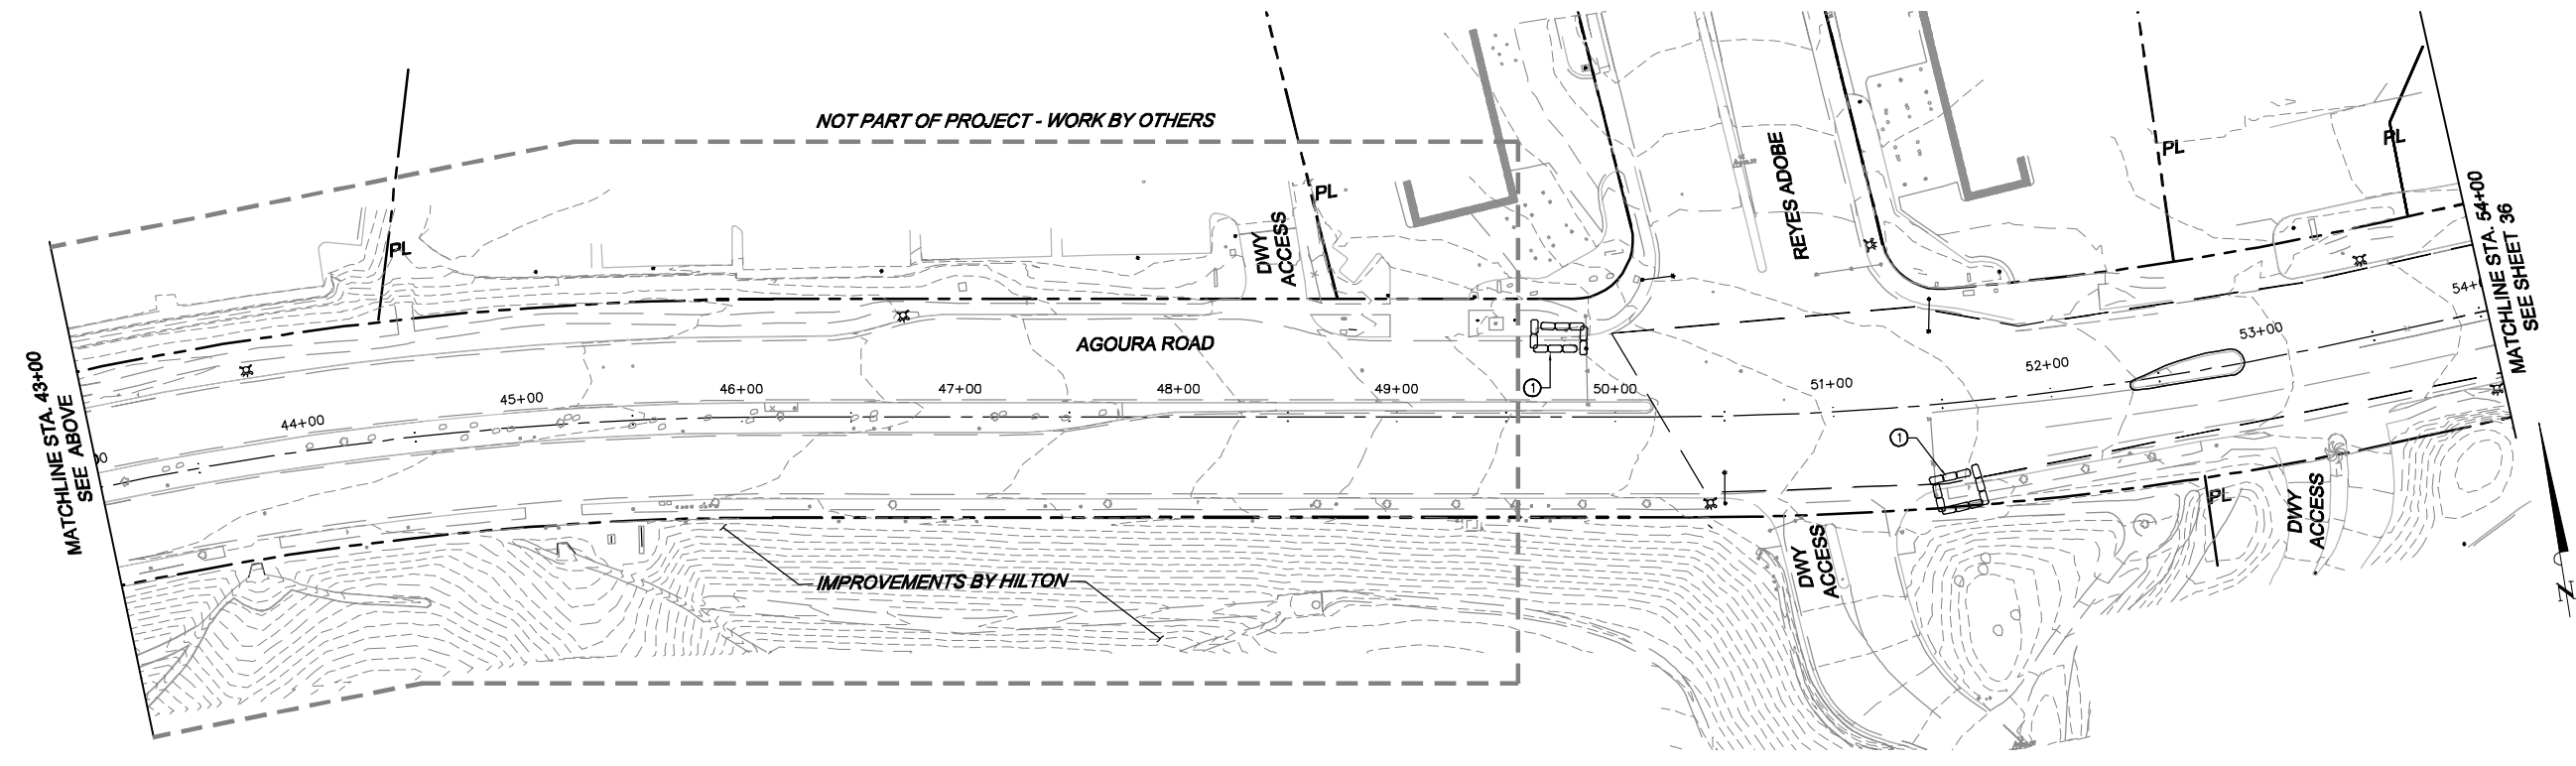 NOT PART OF PROJECT - WORK BY OTHERS
PL
PL
PL
PL
DWY
ACCESS
REYES ADOBE
MATCHLINE STA. 54+00
SEE SHEET 36
MATCHLINE STA. 43+00
SEE ABOVE
AGOURA ROAD
44+00
45+00
46+00
47+00
48+00
49+00
50+00
51+00
52+00
53+00
54+
1
1
PL
DWY
ACCESS
DWY
ACCESS
IMPROVEMENTS BY HILTON
N